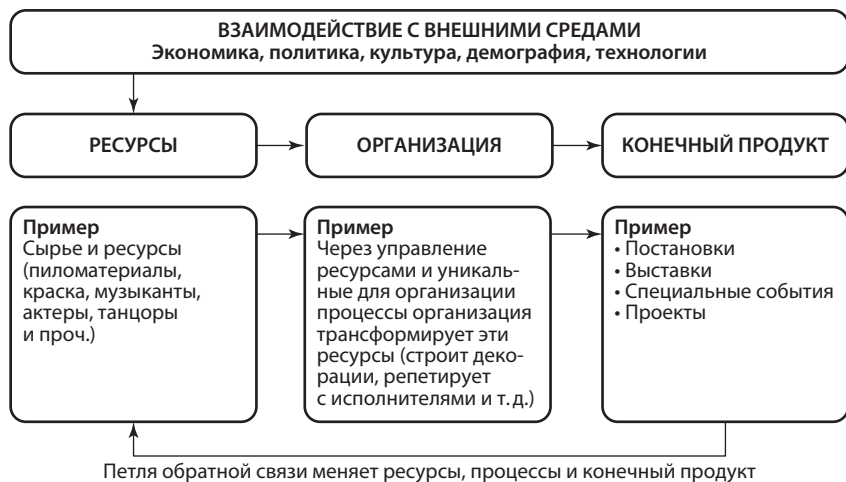 ВЗАИМОДЕЙСТВИЕ С ВНЕШНИМИ СРЕДАМИ
Экономика, политика, культура, демография, технологии
РЕСУРСЫ
ОРГАНИЗАЦИЯ
КОНЕЧНЫЙ ПРОДУКТ
Пример
Сырье и ресурсы
(пиломатериалы,
краска, музыканты,
актеры, танцоры
и проч.)
Пример
Через управление
ресурсами и уникаль-
ные для организации
процессы организация
трансформирует эти
ресурсы (строит деко-
рации, репетирует
с исполнителями и т. д.)
Пример
• Постановки
• Выставки
• Специальные события
• Проекты
Петля обратной связи меняет ресурсы, процессы и конечный продукт